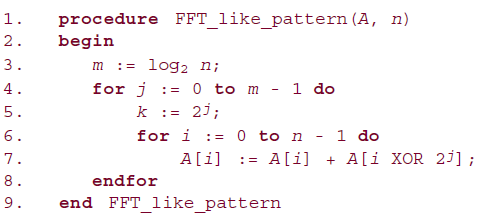 1. procedure FFT_like_pattern(A, n)
2. begin
3. m := log₂ n;
4. for j := 0 to m - 1 do
5. k := 2ʲ;
6. for i := 0 to n - 1 do
7. A[i] := A[i] + A[i XOR 2ʲ];
8. endfor
9. end FFT_like_pattern